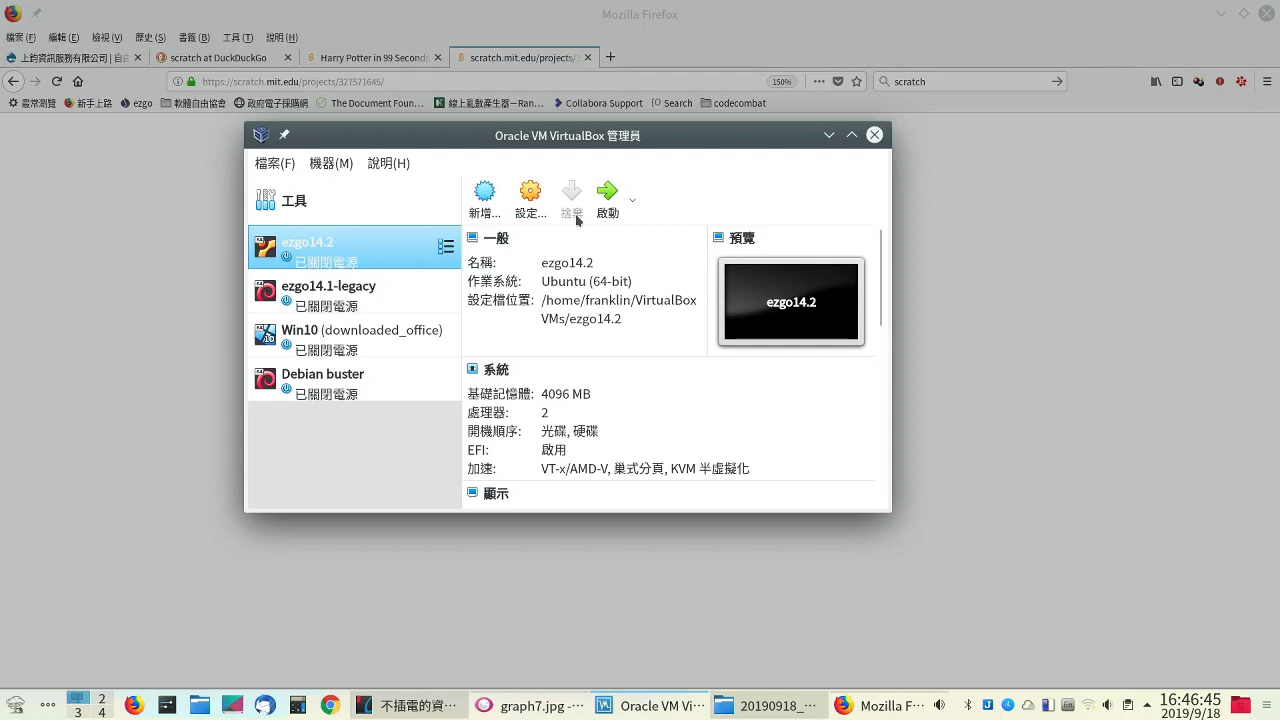 Mozilla Firefox
檔案(F) 編輯(E) 檢視(V) 歷史(S) 書籤(B) 工具(T) 說明(H)
上鈞資訊服務有限公司 | 自由 scratch at DuckDuckGo Harry Potter in 99 Seconds scratch.mit.edu/projects/3
https://scratch.mit.edu/projects/327571645/ 150% scratch
最常瀏覽 新手上路 ezgo 軟體自由協會 政府電子採購網 The Document Foun… 線上亂數產生器－Ran… Collabora Support Search codecombat
Oracle VM VirtualBox 管理員
檔案(F) 機器(M) 說明(H)
工具
新增... 設定... 捨棄 啟動
ezgo14.2
已關閉電源
ezgo14.1-legacy
已關閉電源
Win10 (downloaded_office)
已關閉電源
Debian buster
已關閉電源
一般
名稱: ezgo14.2
作業系統: Ubuntu (64-bit)
設定檔位置: /home/franklin/VirtualBox
VMs/ezgo14.2
預覽
ezgo14.2
系統
基礎記憶體: 4096 MB
處理器: 2
開機順序: 光碟, 硬碟
EFI: 啟用
加速: VT-x/AMD-V, 巢式分頁, KVM 半虛擬化
顯示
1 2 3 4
不插電的資… graph7.jpg -… Oracle VM Vi… 20190918_… Mozilla F…
16:46:45
2019/9/18